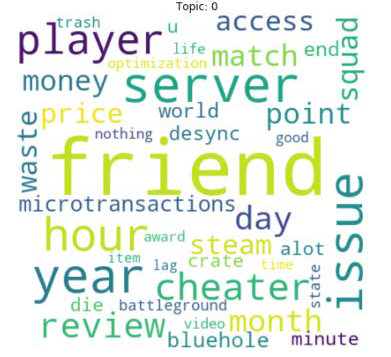 Topic: 0
trash u access
player life end squad
optimization match
money server
price world point
waste nothing desync good
friend
microtransactions issue
hour day
award steam alot
year item lag crate time state
cheater
die battleground
review video month
bluehole minute